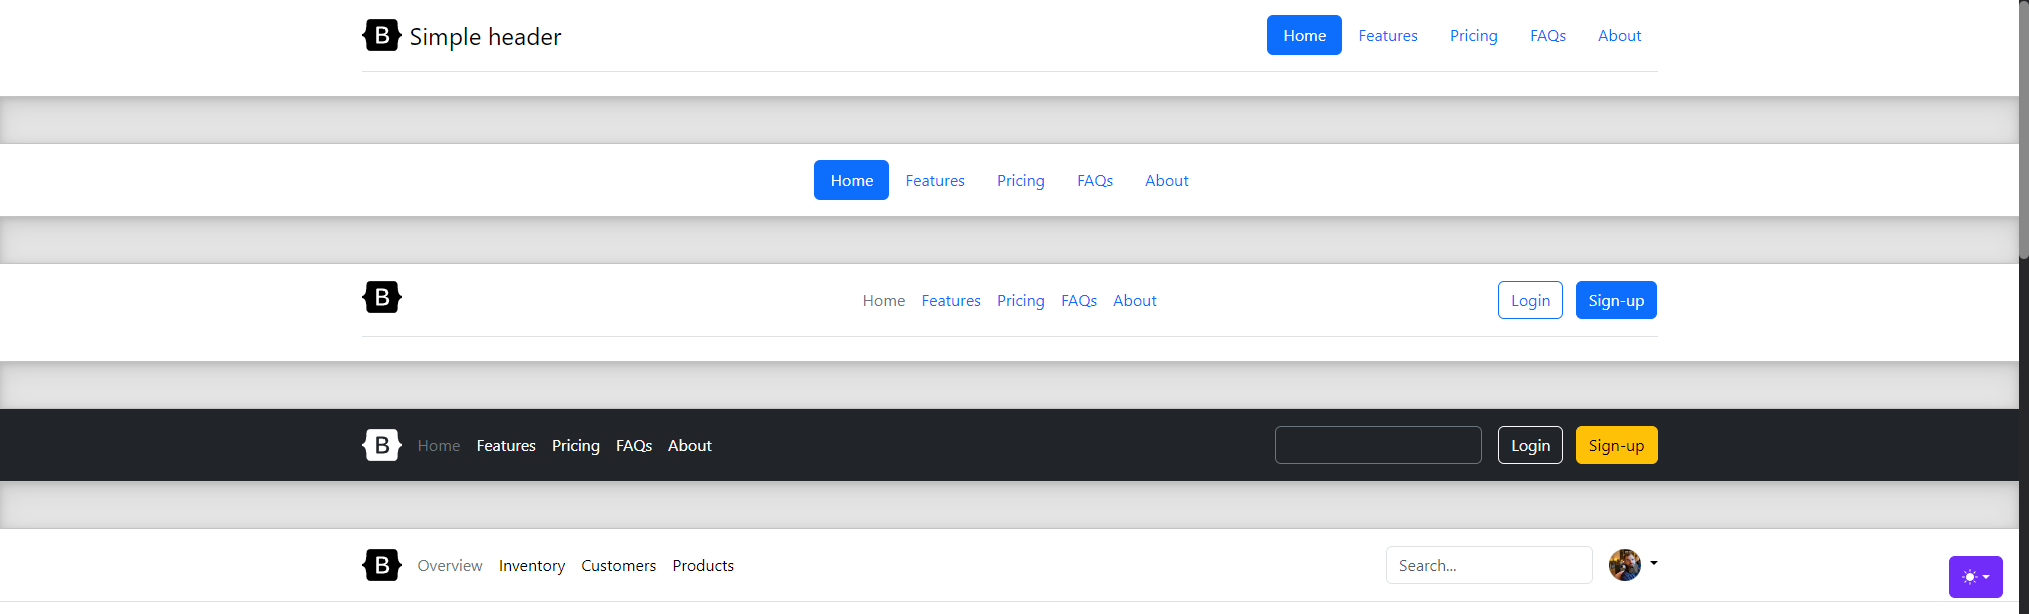 B Simple header Home Features Pricing FAQs About
Home Features Pricing FAQs About
B Home Features Pricing FAQs About Login Sign-up
B Home Features Pricing FAQs About Login Sign-up
B Overview Inventory Customers Products Search...